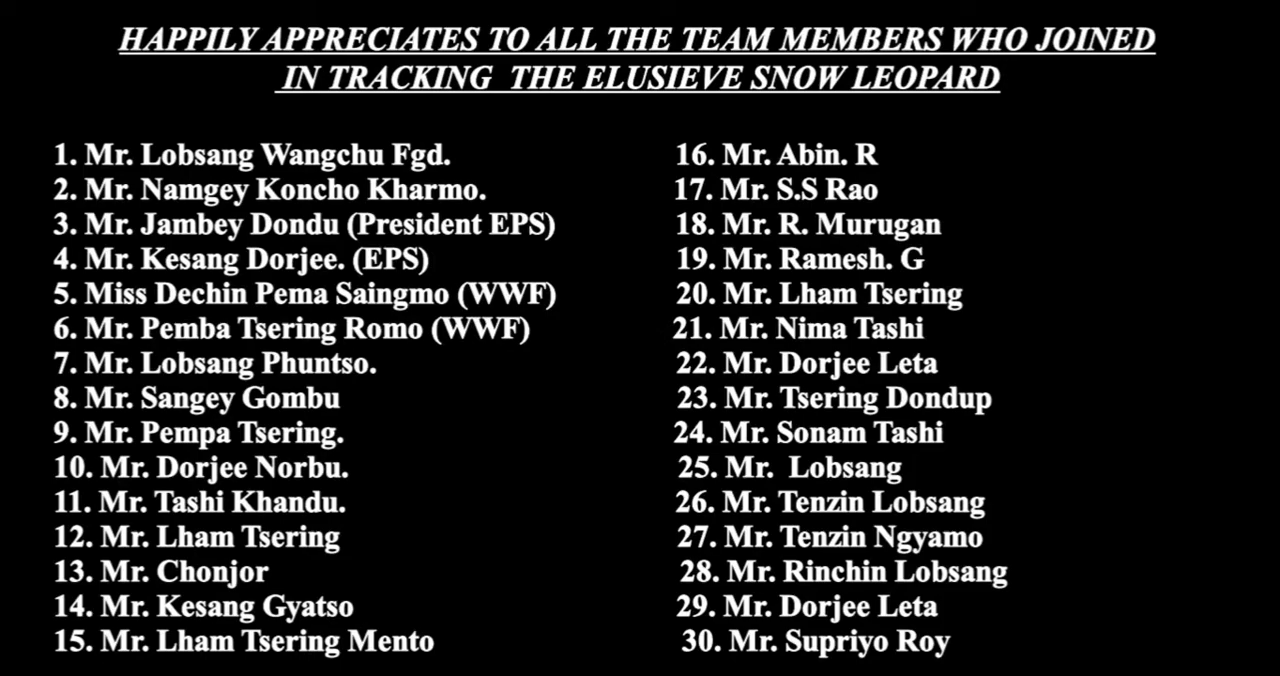 HAPPILY APPRECIATES TO ALL THE TEAM MEMBERS WHO JOINED
IN TRACKING THE ELUSIEVE SNOW LEOPARD
1. Mr. Lobsang Wangchu Fgd.
2. Mr. Namgey Koncho Kharmo.
3. Mr. Jambey Dondu (President EPS)
4. Mr. Kesang Dorjee. (EPS)
5. Miss Dechin Pema Saingmo (WWF)
6. Mr. Pemba Tsering Romo (WWF)
7. Mr. Lobsang Phuntso.
8. Mr. Sangey Gombu
9. Mr. Pempa Tsering.
10. Mr. Dorjee Norbu.
11. Mr. Tashi Khandu.
12. Mr. Lham Tsering
13. Mr. Chonjor
14. Mr. Kesang Gyatso
15. Mr. Lham Tsering Mento
16. Mr. Abin. R
17. Mr. S.S Rao
18. Mr. R. Murugan
19. Mr. Ramesh. G
20. Mr. Lham Tsering
21. Mr. Nima Tashi
22. Mr. Dorjee Leta
23. Mr. Tsering Dondup
24. Mr. Sonam Tashi
25. Mr. Lobsang
26. Mr. Tenzin Lobsang
27. Mr. Tenzin Ngyamo
28. Mr. Rinchin Lobsang
29. Mr. Dorjee Leta
30. Mr. Supriyo Roy